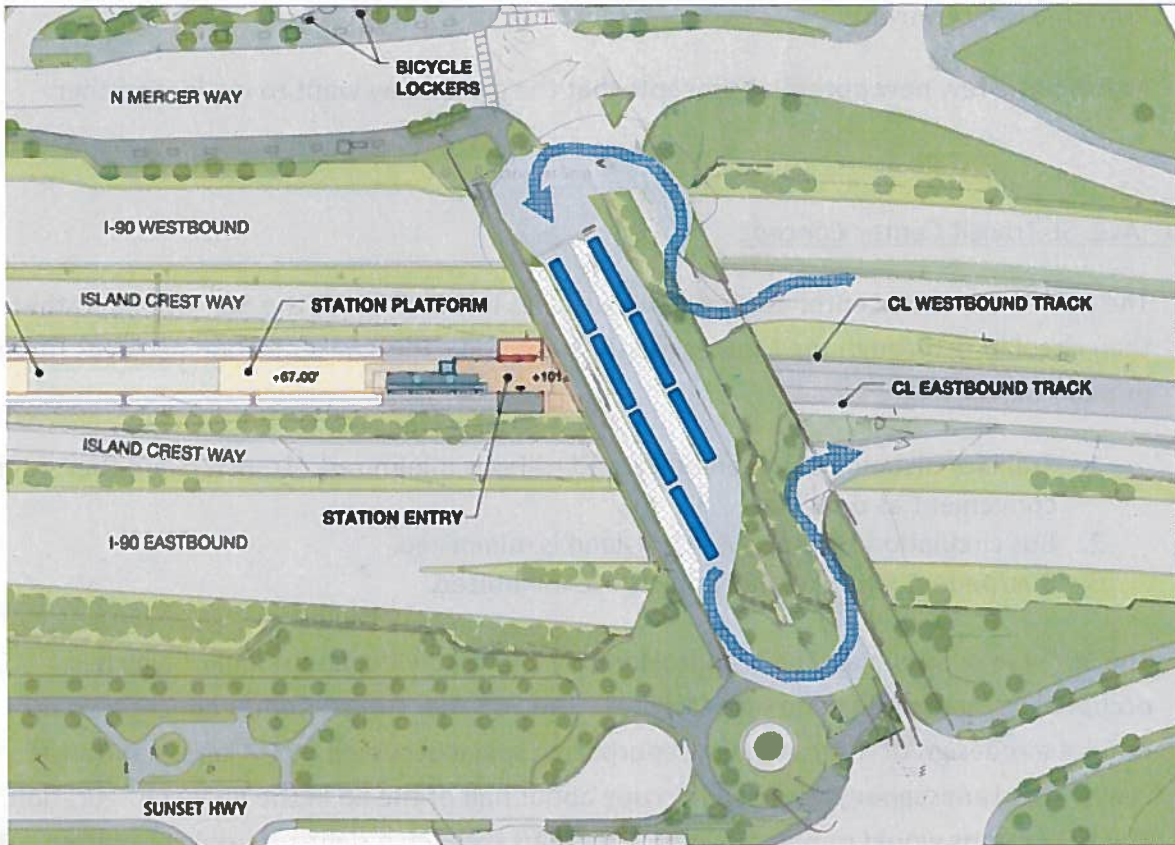 BICYCLE
LOCKERS
N MERCER WAY
I-90 WESTBOUND
ISLAND CREST WAY
STATION PLATFORM
CL WESTBOUND TRACK
+67.00'
CL EASTBOUND TRACK
ISLAND CREST WAY
STATION ENTRY
I-90 EASTBOUND
SUNSET HWY